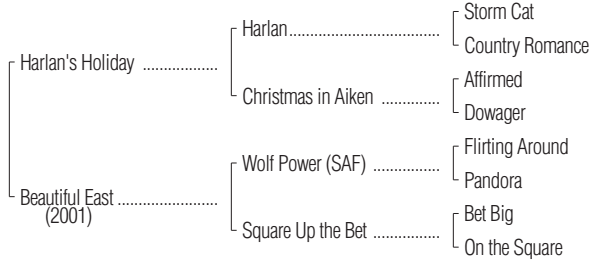 Storm Cat
Harlan..................................
Country Romance
Harlan's Holiday ..................
Affirmed
Christmas in Aiken ..............
Dowager
Flirting Around
Wolf Power (SAF) ................
Pandora
Beautiful East ........................
(2001)
Bet Big
Square Up the Bet ................
On the Square